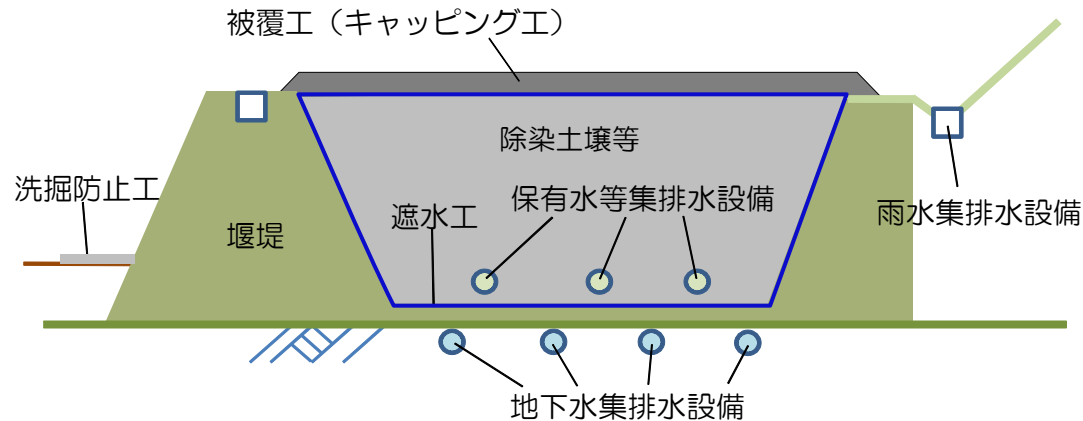 被覆工（キャッピング工）
除染土壌等
洗掘防止工
保有水等集排水設備
遮水工
雨水集排水設備
堰堤
地下水集排水設備